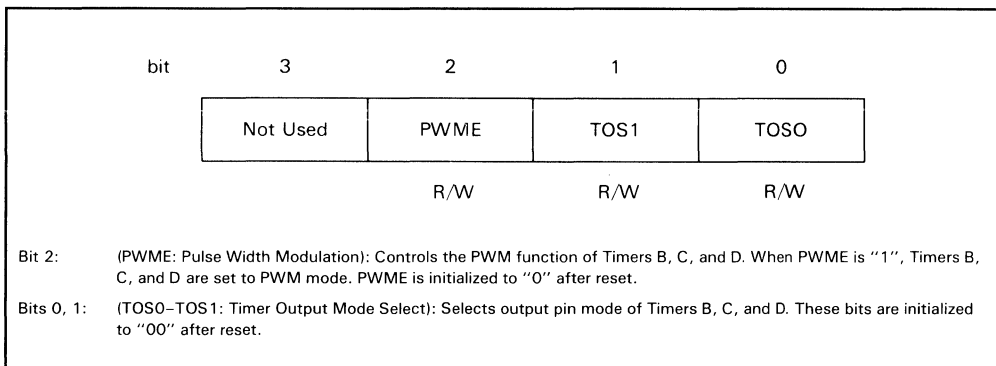 bit 3 2 1 0
Not Used PWME TOS1 TOS0
R/W R/W R/W
Bit 2: (PWME: Pulse Width Modulation): Controls the PWM function of Timers B, C, and D. When PWME is "1", Timers B,
C, and D are set to PWM mode. PWME is initialized to "0" after reset.
Bits 0, 1: (TOS0–TOS1: Timer Output Mode Select): Selects output pin mode of Timers B, C, and D. These bits are initialized
to "00" after reset.